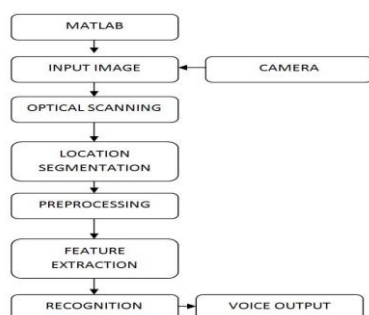 MATLAB
INPUT IMAGE
CAMERA
OPTICAL SCANNING
LOCATION
SEGMENTATION
PREPROCESSING
FEATURE
EXTRACTION
RECOGNITION
VOICE OUTPUT